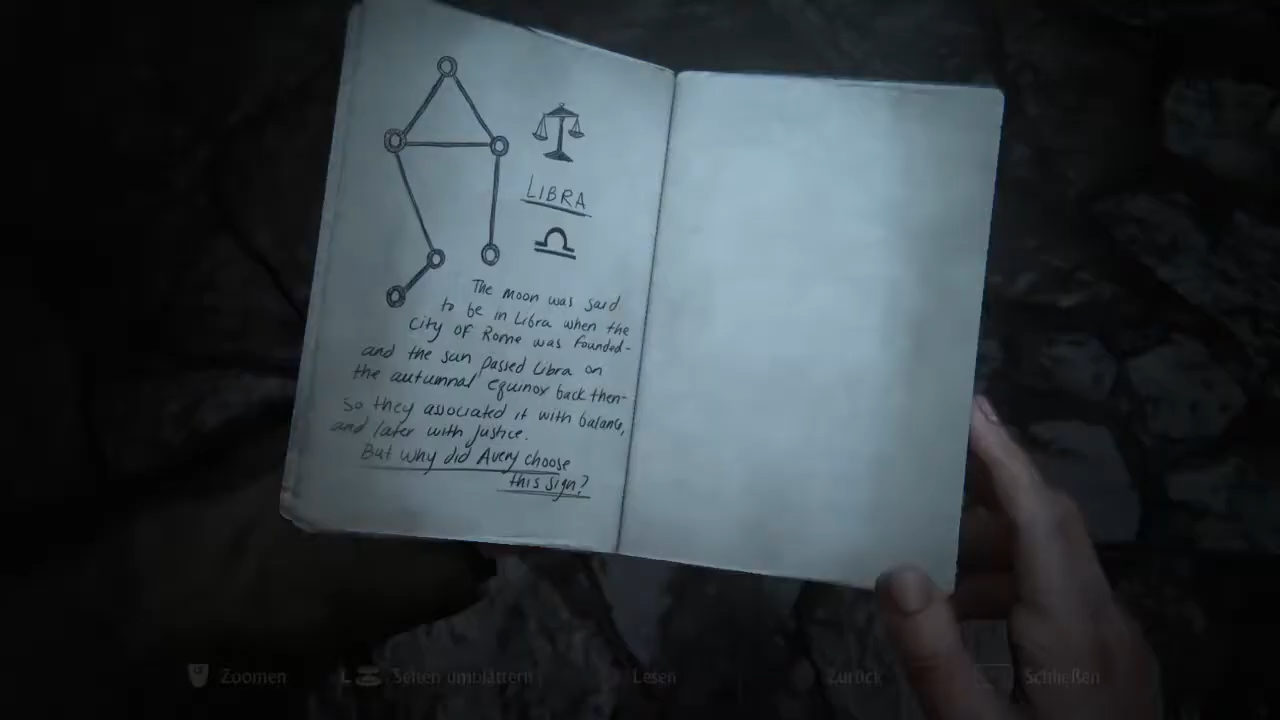 LIBRA
The moon was said
to be in Libra when the
City of Rome was founded-
and the sun passed Libra on
the autumnal equinox back then-
so they associated it with balance,
and later with justice.
But why did Avery choose
this sign?
Zoomen
L Seiten umblättern
Lesen
Zurück
Schließen